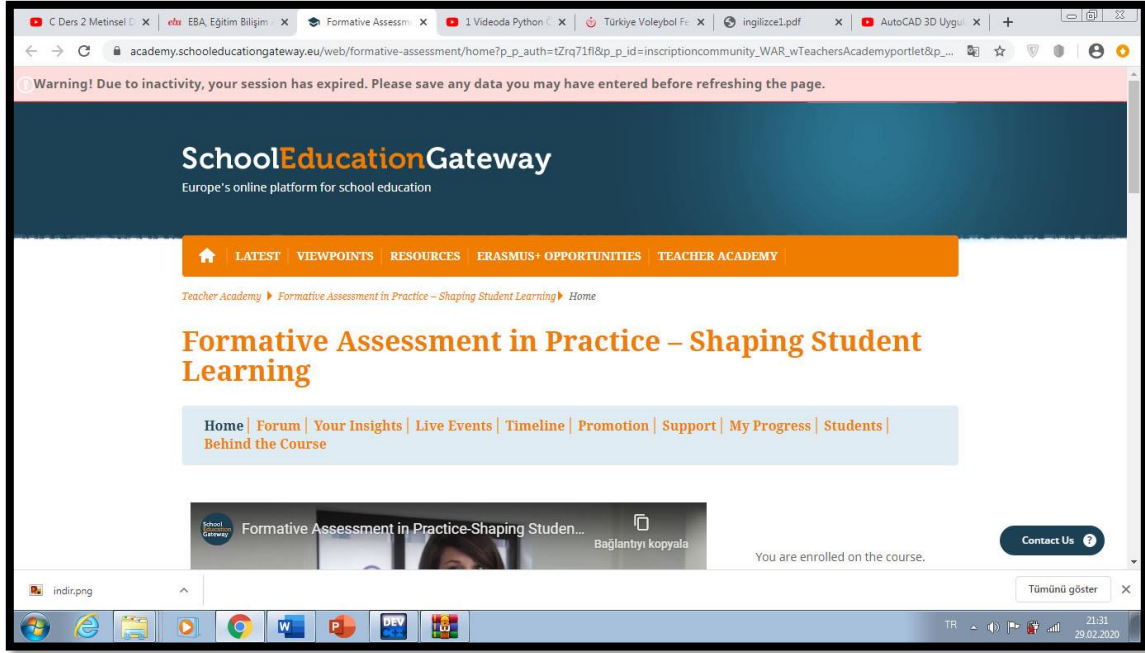 C Ders 2 Metinsel D
eba EBA, Eğitim Bilişim
Formative Assessm
1 Videoda Python
Türkiye Voleybol Fe
ingilizce1.pdf
AutoCAD 3D Uygul
academy.schooleducationgateway.eu/web/formative-assessment/home?p_p_auth=tZrq71fl&p_p_id=inscriptioncommunity_WAR_wTeachersAcademyportlet&p_...
Warning! Due to inactivity, your session has expired. Please save any data you may have entered before refreshing the page.
SchoolEducationGateway
Europe's online platform for school education
LATEST VIEWPOINTS RESOURCES ERASMUS+ OPPORTUNITIES TEACHER ACADEMY
Teacher Academy Formative Assessment in Practice – Shaping Student Learning Home
Formative Assessment in Practice – Shaping Student
Learning
Home | Forum | Your Insights | Live Events | Timeline | Promotion | Support | My Progress | Students |
Behind the Course
School Education Gateway
Formative Assessment in Practice-Shaping Studen...
Bağlantıyı kopyala
You are enrolled on the course.
Contact Us ?
indir.png
Tümünü göster
DEV
TR
21:31
29.02.2020